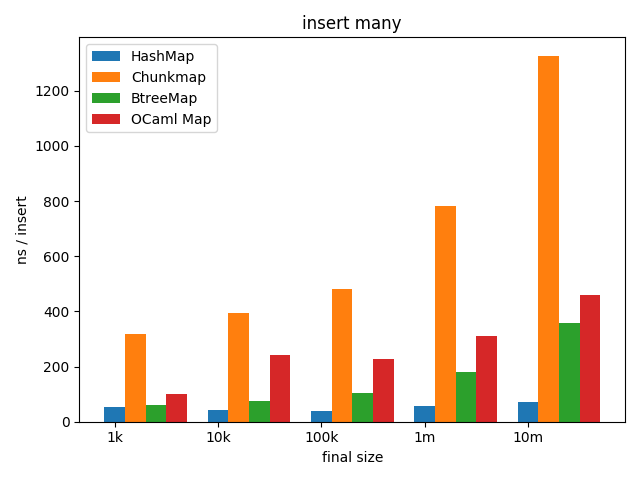 insert many
HashMap
Chunkmap
BtreeMap
OCaml Map
ns / insert
1200
1000
800
600
400
200
0
1k 10k 100k 1m 10m
final size